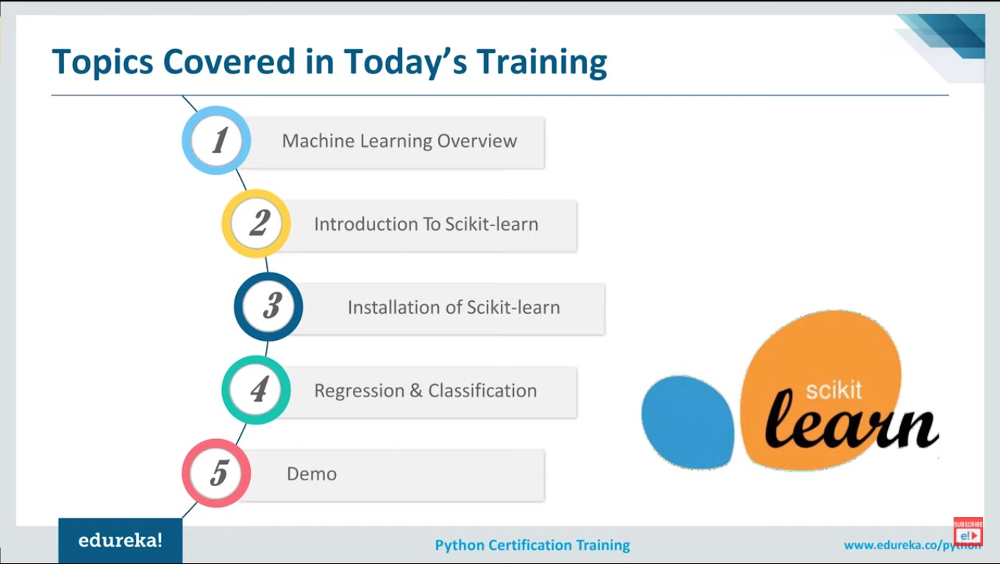 Topics Covered in Today’s Training
1
Machine Learning Overview
2
Introduction To Scikit-learn
3
Installation of Scikit-learn
4
Regression & Classification
5
Demo
scikit
learn
edureka!
Python Certification Training
www.edureka.co/python
SUBSCRIBE
e!